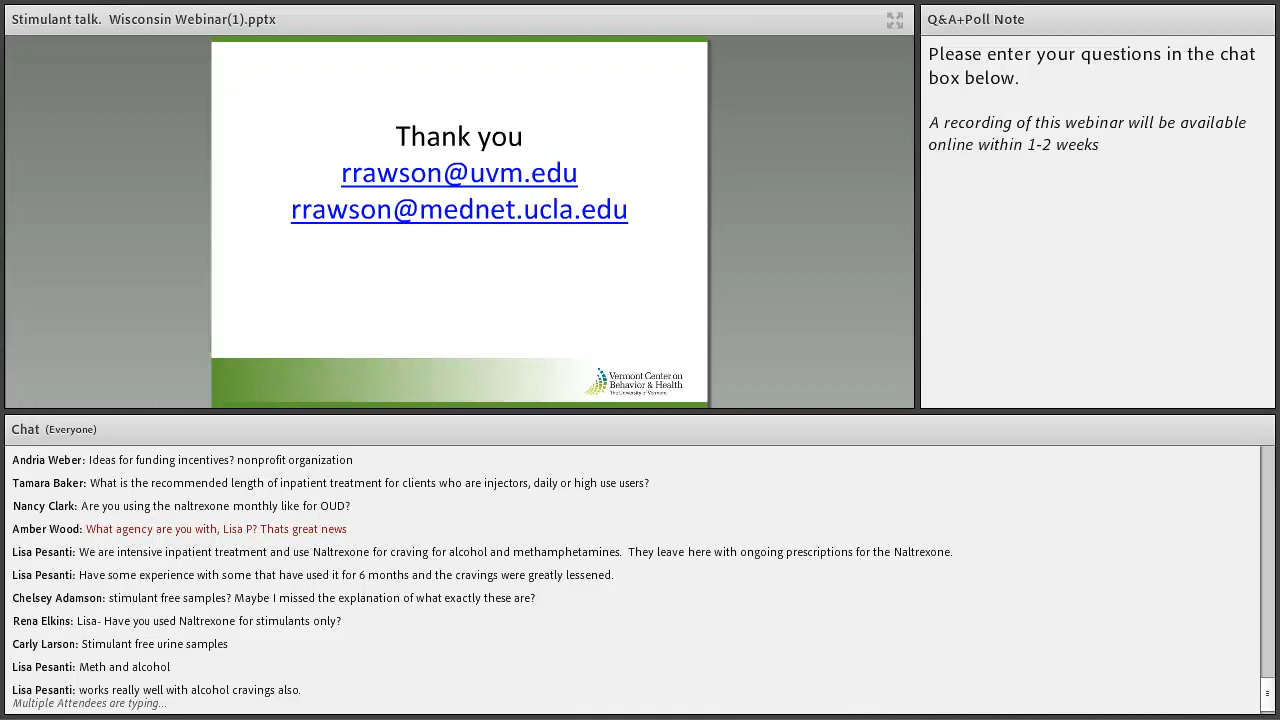 Stimulant talk.  Wisconsin Webinar(1).pptx
Thank you
rrawson@uvm.edu
rrawson@mednet.ucla.edu
Vermont Center on
Behavior & Health
The University of Vermont
Q&A+Poll Note
Please enter your questions in the chat
box below.
A recording of this webinar will be available
online within 1-2 weeks
Chat (Everyone)
Andria Weber: Ideas for funding incentives? nonprofit organization
Tamara Baker: What is the recommended length of inpatient treatment for clients who are injectors, daily or high use users?
Nancy Clark: Are you using the naltrexone monthly like for OUD?
Amber Wood: What agency are you with, Lisa P? Thats great news
Lisa Pesanti: We are intensive inpatient treatment and use Naltrexone for craving for alcohol and methamphetamines.  They leave here with ongoing prescriptions for the Naltrexone.
Lisa Pesanti: Have some experience with some that have used it for 6 months and the cravings were greatly lessened.
Chelsey Adamson: stimulant free samples? Maybe I missed the explanation of what exactly these are?
Rena Elkins: Lisa- Have you used Naltrexone for stimulants only?
Carly Larson: Stimulant free urine samples
Lisa Pesanti: Meth and alcohol
Lisa Pesanti: works really well with alcohol cravings also.
Multiple Attendees are typing...